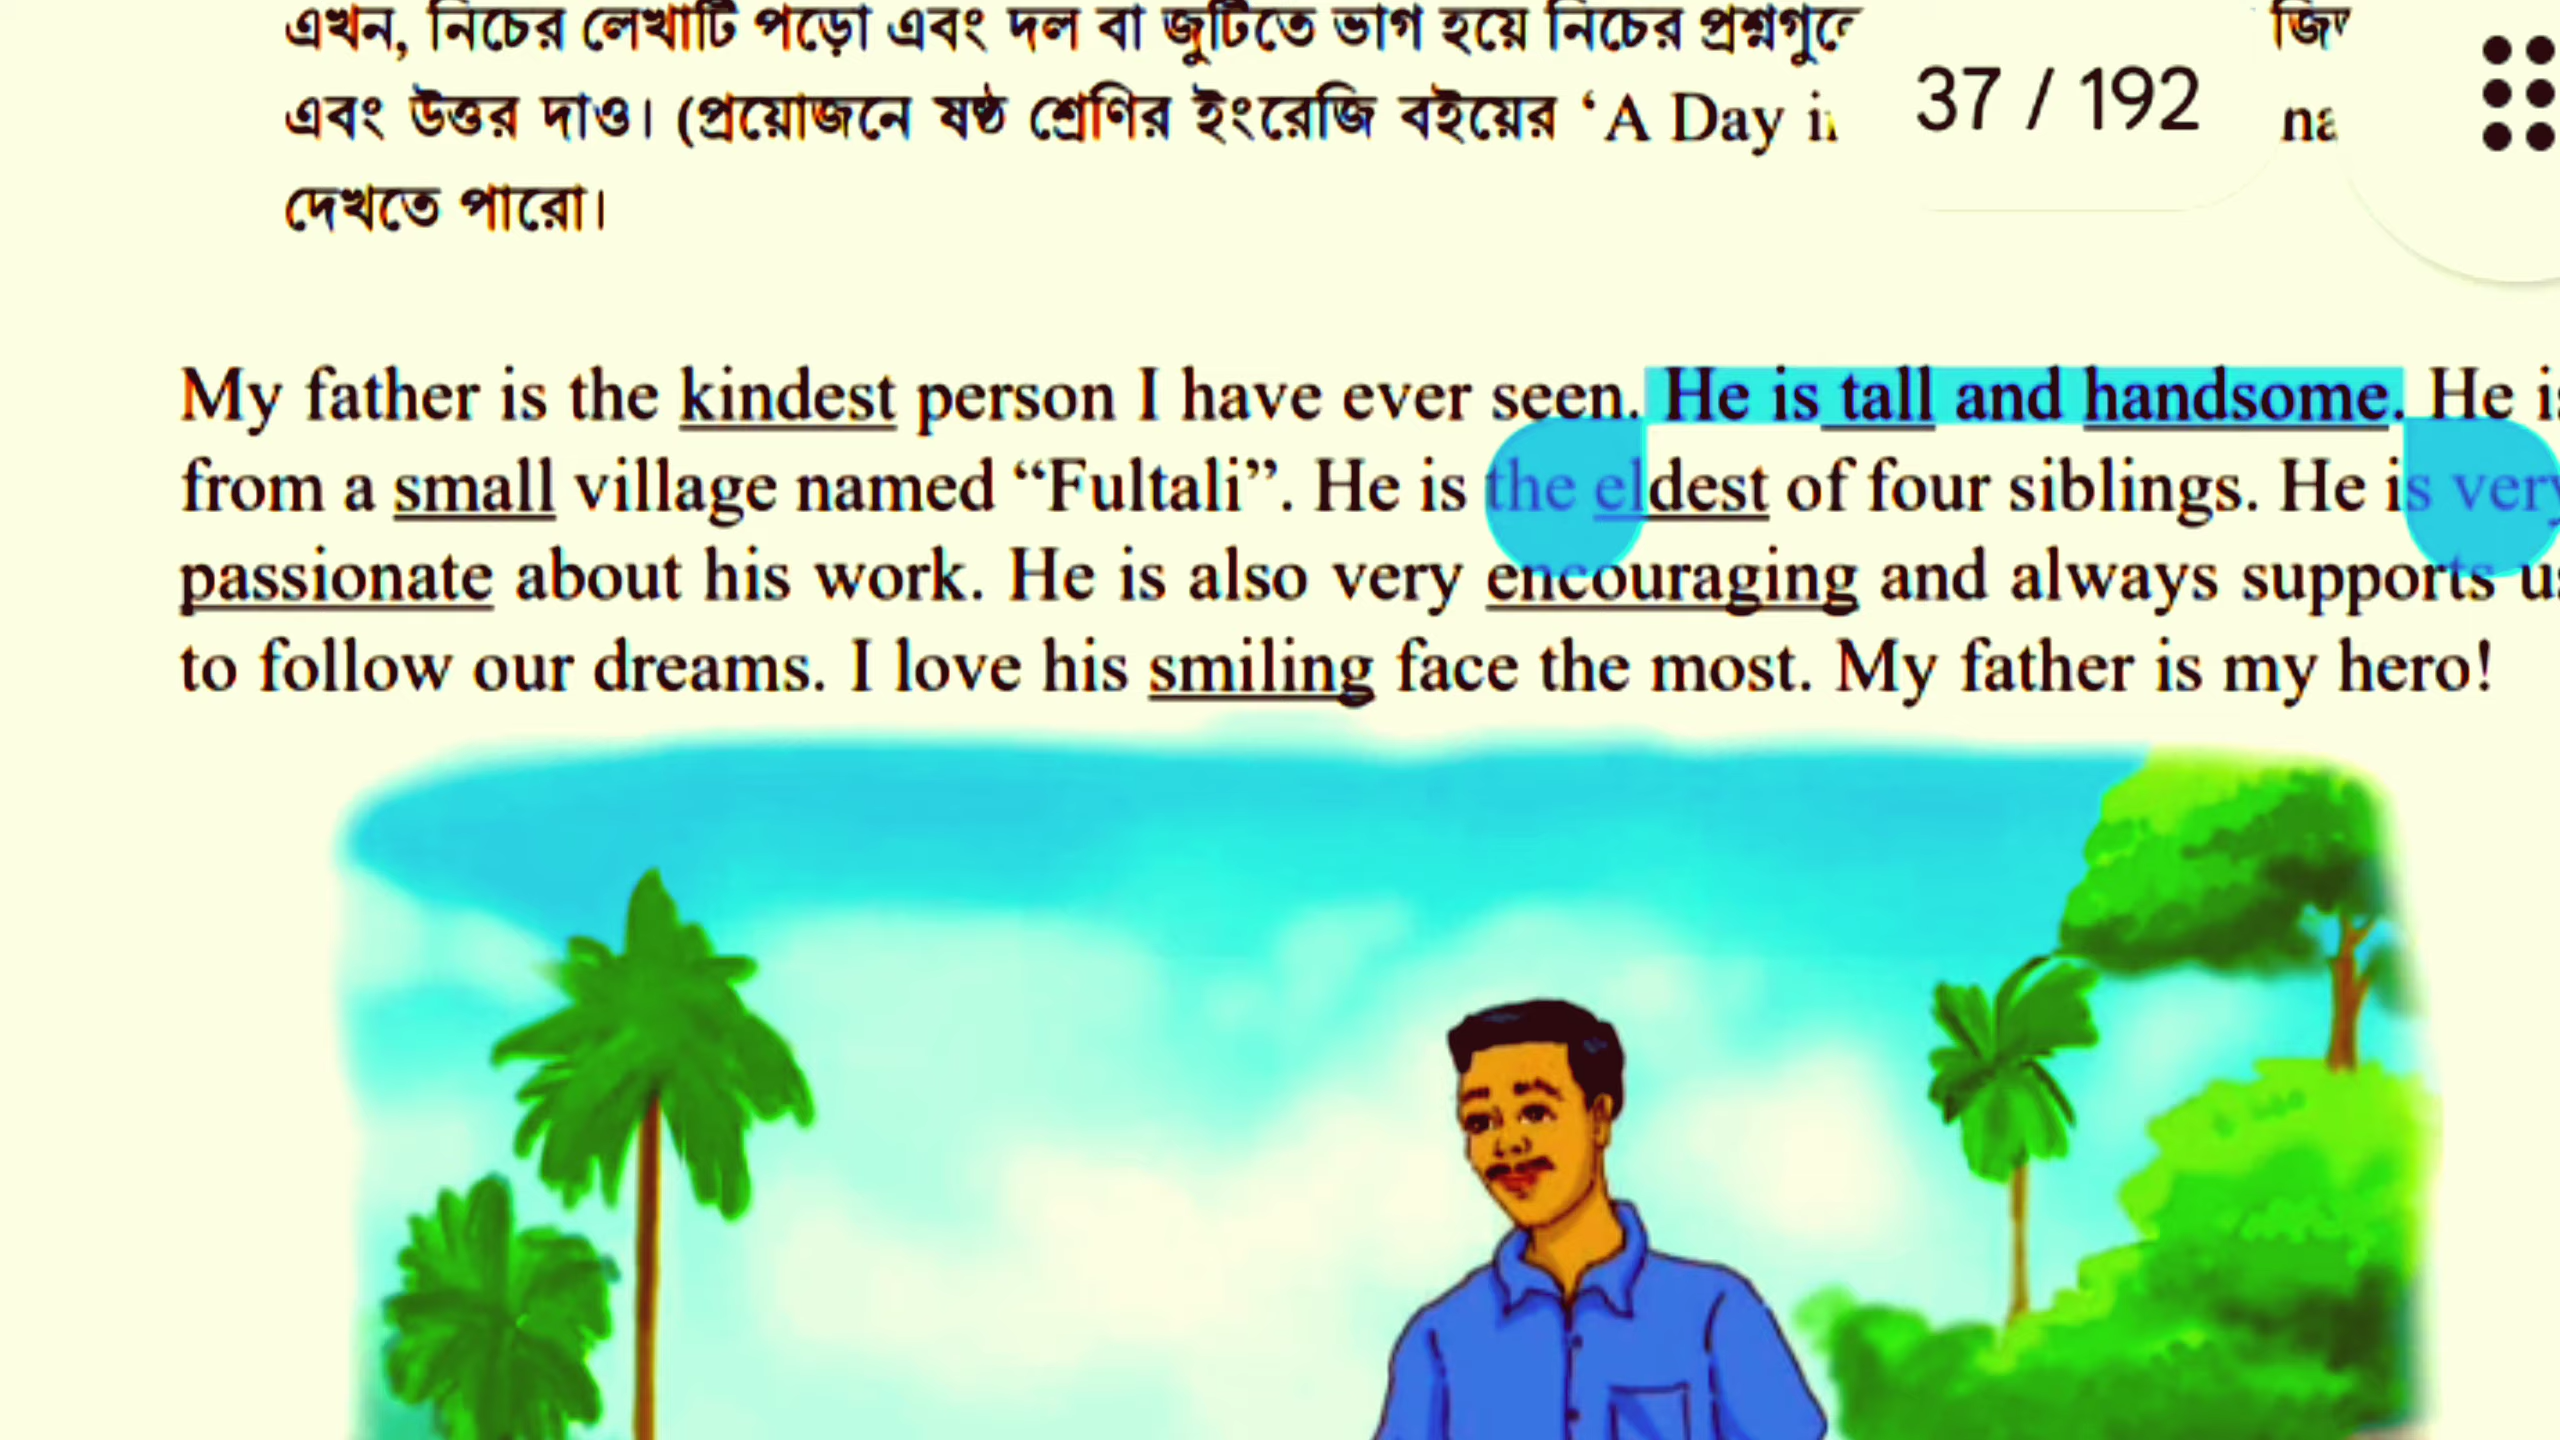 এখন, নিচের লেখাটি পড়ো এবং দল বা জুটিতে ভাগ হয়ে নিচের
এবং উত্তর দাও। (প্রয়োজনে ষষ্ঠ শ্রেণির ইংরেজি বইয়ের ‘A Day
37 / 192
দেখতে পারো।
My father is the kindest person I have ever seen. He is tall and handsome. He
from a small village named “Fultali”. He is the eldest of four siblings. He is very
passionate about his work. He is also very encouraging and always supports
to follow our dreams. I love his smiling face the most. My father is my hero!